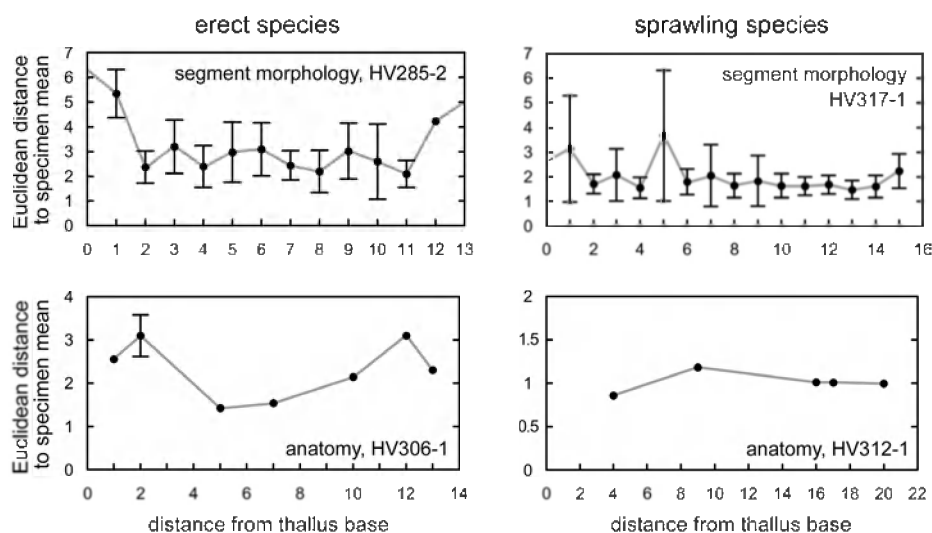 erect species
sprawling species
Euclidean distance
to specimen mean
7
6
5
4
3
2
1
0
segment morphology, HV285-2
0 1 2 3 4 5 6 7 8 9 10 11 12 13
7
6
5
4
3
2
1
0
segment morphology
HV317-1
0 2 4 6 8 10 12 14 16
Euclidean distance
to specimen mean
4
3
2
1
0
anatomy, HV306-1
0 2 4 6 8 10 12 14
distance from thallus base
2
1.5
1
0.5
0
anatomy, HV312-1
0 2 4 6 8 10 12 14 16 18 20 22
distance from thallus base